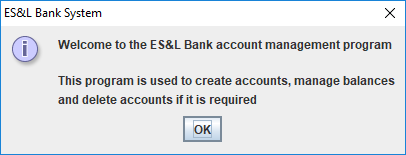 ES&L Bank System
Welcome to the ES&L Bank account management program
This program is used to create accounts, manage balances
and delete accounts if it is required
OK